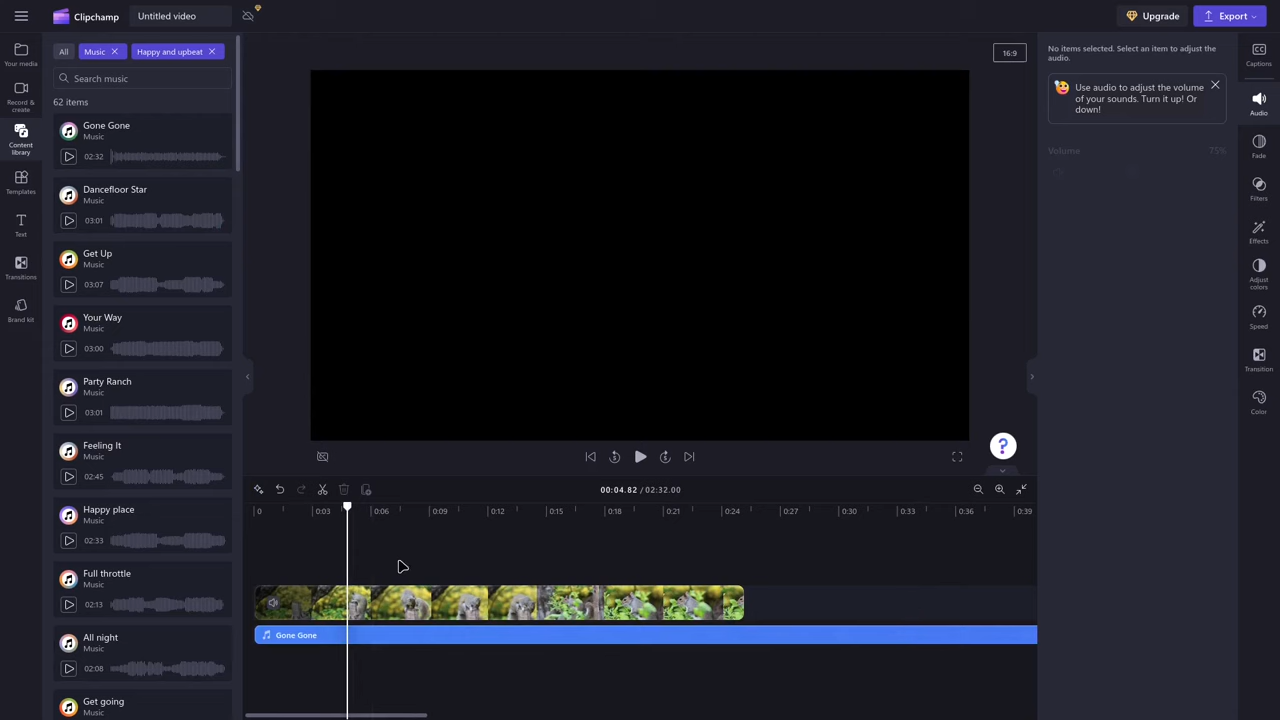 Clipchamp
Untitled video
Upgrade
Export
Your media
Record &
create
Content
library
Templates
Text
Transitions
Brand kit
All
Music
Happy and upbeat
Search music
62 items
Gone Gone
Music
02:32
Dancefloor Star
Music
03:01
Get Up
Music
03:07
Your Way
Music
03:00
Party Ranch
Music
03:01
Feeling It
Music
02:45
Happy place
Music
02:33
Full throttle
Music
02:13
All night
Music
02:08
Get going
Music
16:9
?
00:04.82 / 02:32.00
0 0:03 0:06 0:09 0:12 0:15 0:18 0:21 0:24 0:27 0:30 0:33 0:36 0:39
Gone Gone
No items selected. Select an item to adjust the
audio.
Use audio to adjust the volume
of your sounds. Turn it up! Or
down!
Volume 75%
Captions
Audio
Fade
Filters
Effects
Adjust
colors
Speed
Transition
Color